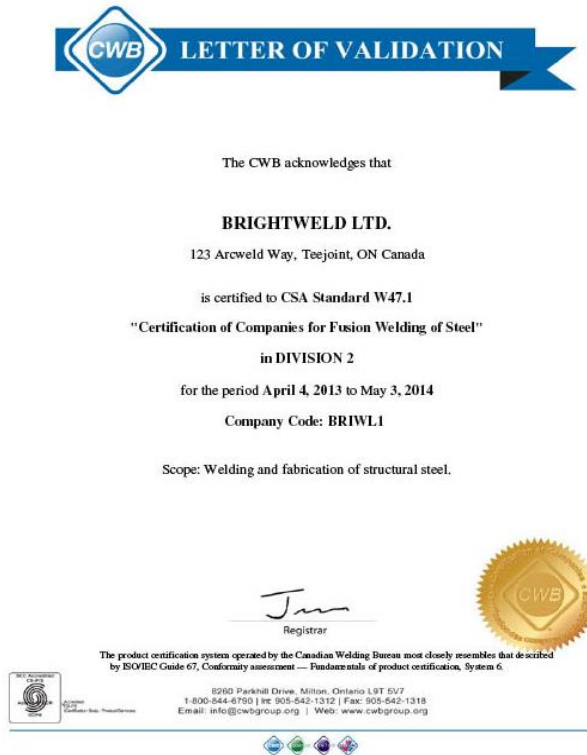 CWB LETTER OF VALIDATION
The CWB acknowledges that
BRIGHTWELD LTD.
123 Arcweld Way, Teejoint, ON Canada
is certified to CSA Standard W47.1
"Certification of Companies for Fusion Welding of Steel"
in DIVISION 2
for the period April 4, 2013 to May 3, 2014
Company Code: BRIWL1
Scope: Welding and fabrication of structural steel.
CWB
Registrar
The product certification system operated by the Canadian Welding Bureau most closely resembles that described
by ISO/IEC Guide 67, Conformity assessment — Fundamentals of product certification, System 6.
SCC Accredited
8260 Parkhill Drive, Milton, Ontario L9T 5V7
1-800-844-6790 | Int: 905-542-1312 | Fax: 905-542-1318
Email: info@cwbgroup.org | Web: www.cwbgroup.org